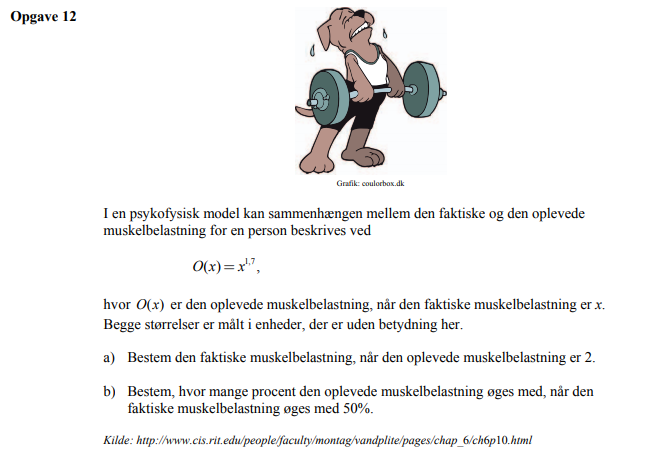 Opgave 12
Grafik: coulorbox.dk
I en psykofysisk model kan sammenhængen mellem den faktiske og den oplevede
muskelbelastning for en person beskrives ved
O(x) = x^{1,7},
hvor O(x) er den oplevede muskelbelastning, når den faktiske muskelbelastning er x.
Begge størrelser er målt i enheder, der er uden betydning her.
a) Bestem den faktiske muskelbelastning, når den oplevede muskelbelastning er 2.
b) Bestem, hvor mange procent den oplevede muskelbelastning øges med, når den
faktiske muskelbelastning øges med 50%.
Kilde: http://www.cis.rit.edu/people/faculty/montag/vandplite/pages/chap_6/ch6p10.html